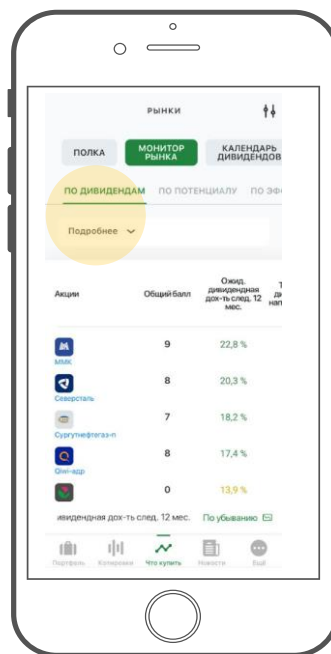 РЫНКИ
ПОЛКА
МОНИТОР
РЫНКА
КАЛЕНДАРЬ
ДИВИДЕНДОВ
ПО ДИВИДЕНДАМ ПО ПОТЕНЦИАЛУ ПО ЭФФ
Подробнее
Акции
Общий балл
Ожид.
дивидендная
дох-ть след. 12
мес.
ММК
9
22,8 %
Северсталь
8
20,3 %
Сургутнефтегаз-п
7
18,2 %
Qiwi-адр
8
17,4 %
0
13,9 %
ивидендная дох-ть след. 12 мес. По убыванию
Портфель Котировки Что купить Новости Ещё